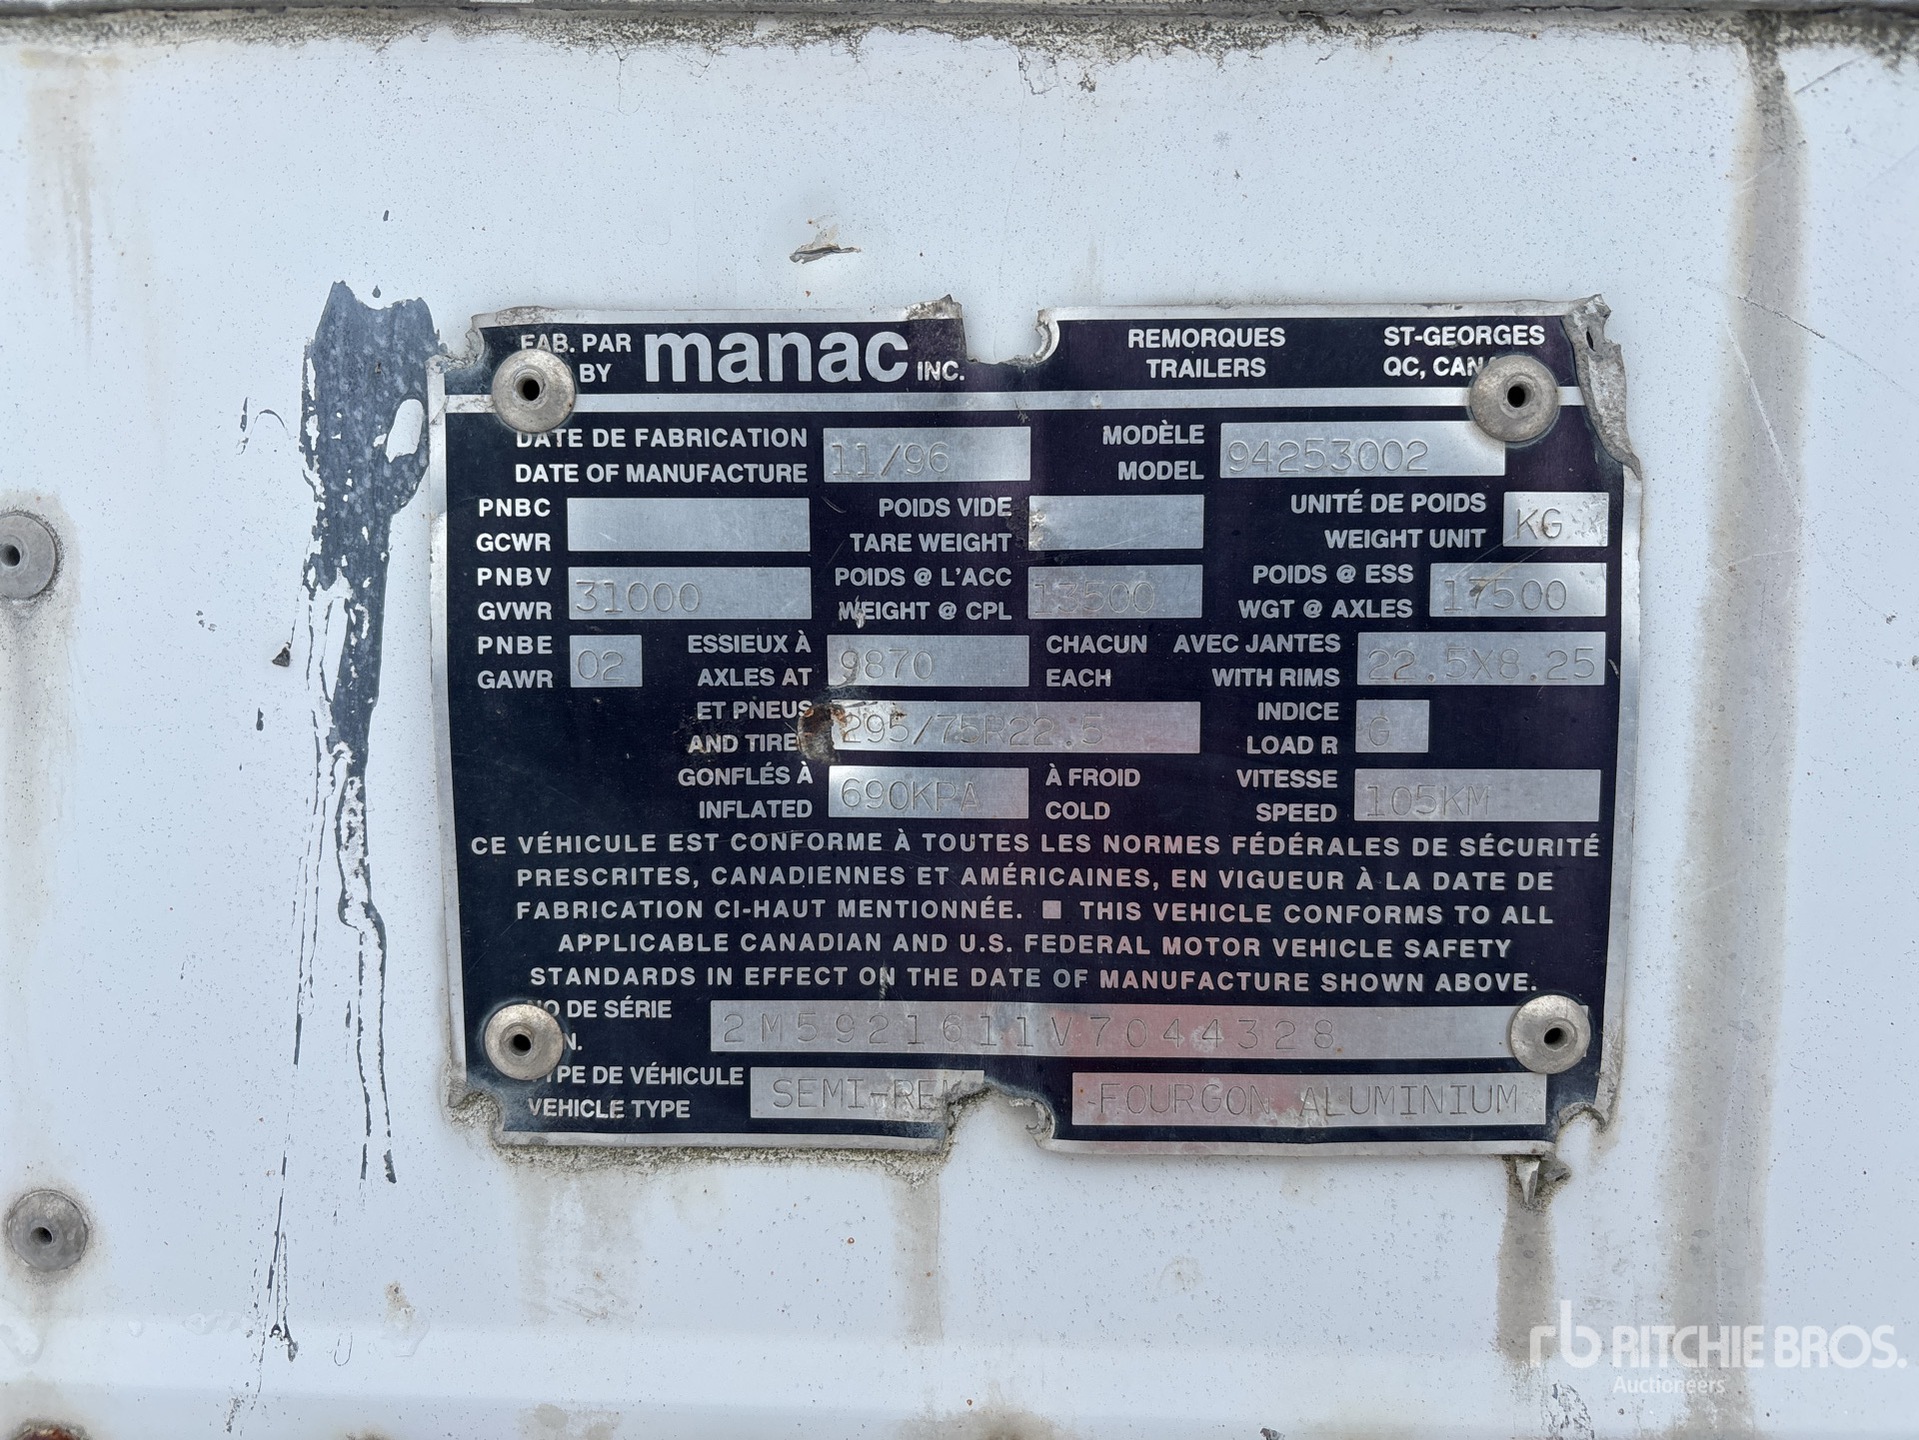 FAB. PAR manac INC. REMORQUES ST-GEORGES
BY TRAILERS QC,
DATE DE FABRICATION 11/96 MODÈLE 94253002
DATE OF MANUFACTURE MODEL
PNBC POIDS VIDE UNITÉ DE POIDS KG
GCWR TARE WEIGHT WEIGHT UNIT
PNBV 31000 POIDS @ L'ACC 13500 POIDS @ ESS 17500
GVWR WEIGHT @ CPL WGT @ AXLES
PNBE 02 ESSIEUX À 9870 CHACUN AVEC JANTES 22.5X8.25
GAWR AXLES AT EACH WITH RIMS
ET PNEUS 295/75R22.5 INDICE G
AND TIRE LOAD R
GONFLÉS À 690KPA À FROID VITESSE 105KM
INFLATED COLD SPEED
CE VÉHICULE EST CONFORME À TOUTES LES NORMES FÉDÉRALES DE SÉCURITÉ
PRESCRITES, CANADIENNES ET AMÉRICAINES, EN VIGUEUR À LA DATE DE
FABRICATION CI-HAUT MENTIONNÉE. ■ THIS VEHICLE CONFORMS TO ALL
APPLICABLE CANADIAN AND U.S. FEDERAL MOTOR VEHICLE SAFETY
STANDARDS IN EFFECT ON THE DATE OF MANUFACTURE SHOWN ABOVE.
NO DE SÉRIE 2M5921611V7044328
TYPE DE VÉHICULE SEMI-RE FOURGON ALUMINIUM
VEHICLE TYPE
rb RITCHIE BROS.
Auctioneers